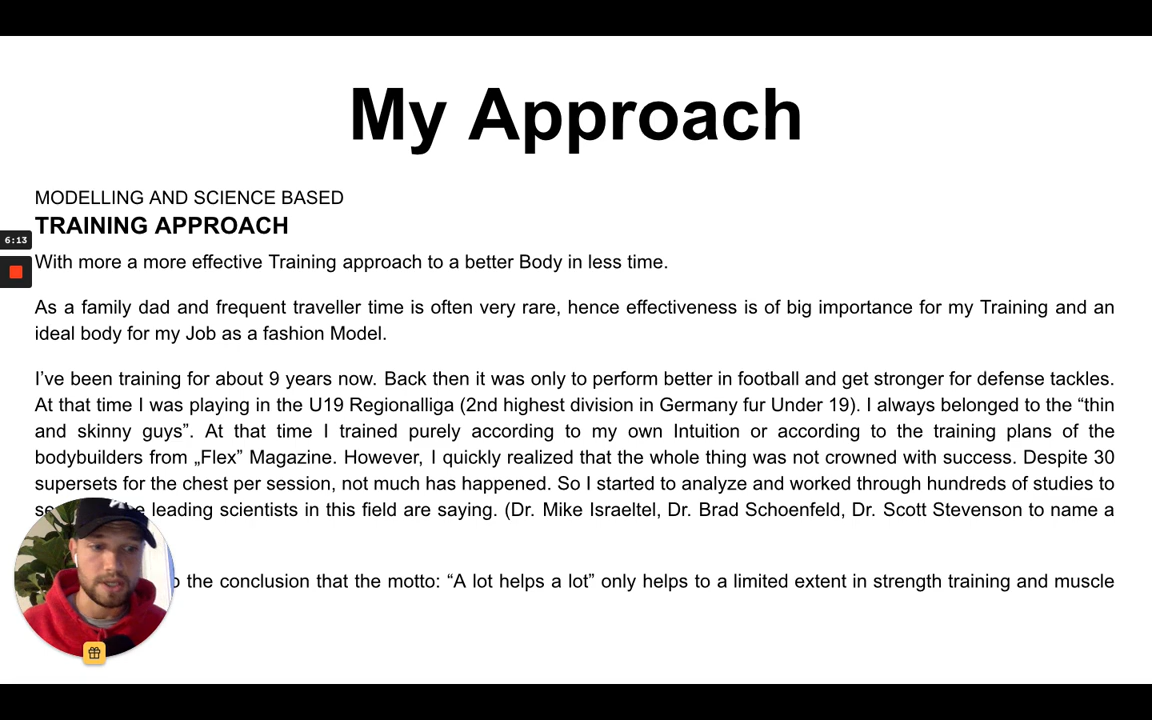 My Approach
MODELLING AND SCIENCE BASED
TRAINING APPROACH
6:13
With more a more effective Training approach to a better Body in less time.
As a family dad and frequent traveller time is often very rare, hence effectiveness is of big importance for my Training and an
ideal body for my Job as a fashion Model.
I’ve been training for about 9 years now. Back then it was only to perform better in football and get stronger for defense tackles.
At that time I was playing in the U19 Regionalliga (2nd highest division in Germany fur Under 19). I always belonged to the “thin
and skinny guys”. At that time I trained purely according to my own Intuition or according to the training plans of the
bodybuilders from „Flex” Magazine. However, I quickly realized that the whole thing was not crowned with success. Despite 30
supersets for the chest per session, not much has happened. So I started to analyze and worked through hundreds of studies to
leading scientists in this field are saying. (Dr. Mike Israeltel, Dr. Brad Schoenfeld, Dr. Scott Stevenson to name a
the conclusion that the motto: “A lot helps a lot” only helps to a limited extent in strength training and muscle